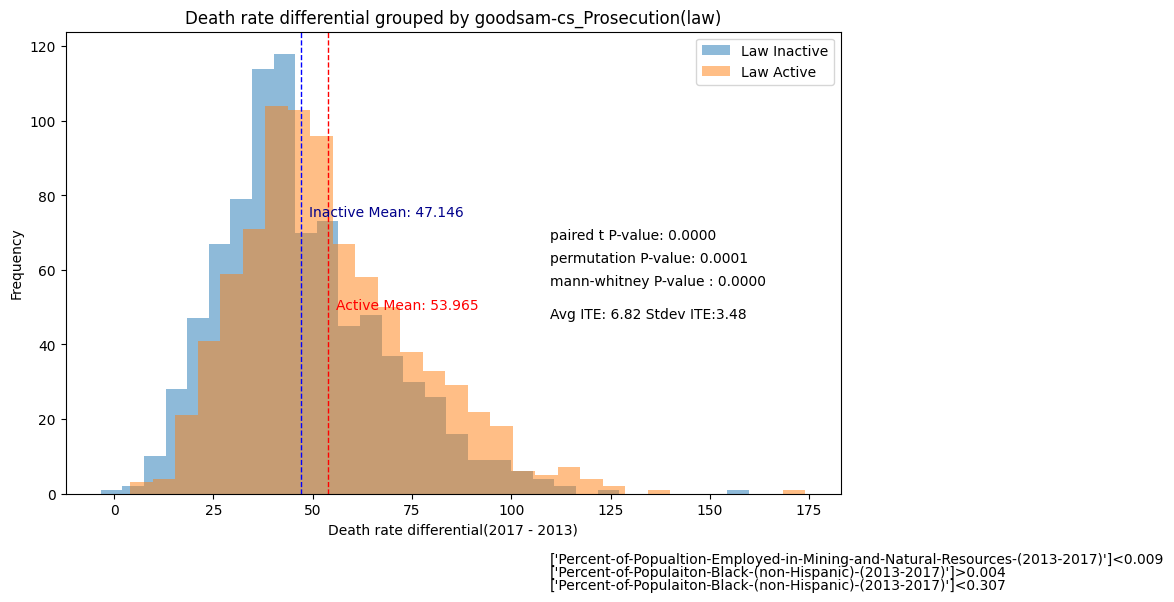 Death rate differential grouped by goodsam-cs_Prosecution(law)
120
100
80
60
40
20
0
Frequency
Law Inactive
Law Active
Inactive Mean: 47.146
Active Mean: 53.965
paired t P-value: 0.0000
permutation P-value: 0.0001
mann-whitney P-value : 0.0000
Avg ITE: 6.82 Stdev ITE:3.48
0 25 50 75 100 125 150 175
Death rate differential(2017 - 2013)
['Percent-of-Popualtion-Employed-in-Mining-and-Natural-Resources-(2013-2017)']<0.009
['Percent-of-Populaiton-Black-(non-Hispanic)-(2013-2017)']>0.004
['Percent-of-Populaiton-Black-(non-Hispanic)-(2013-2017)']<0.307